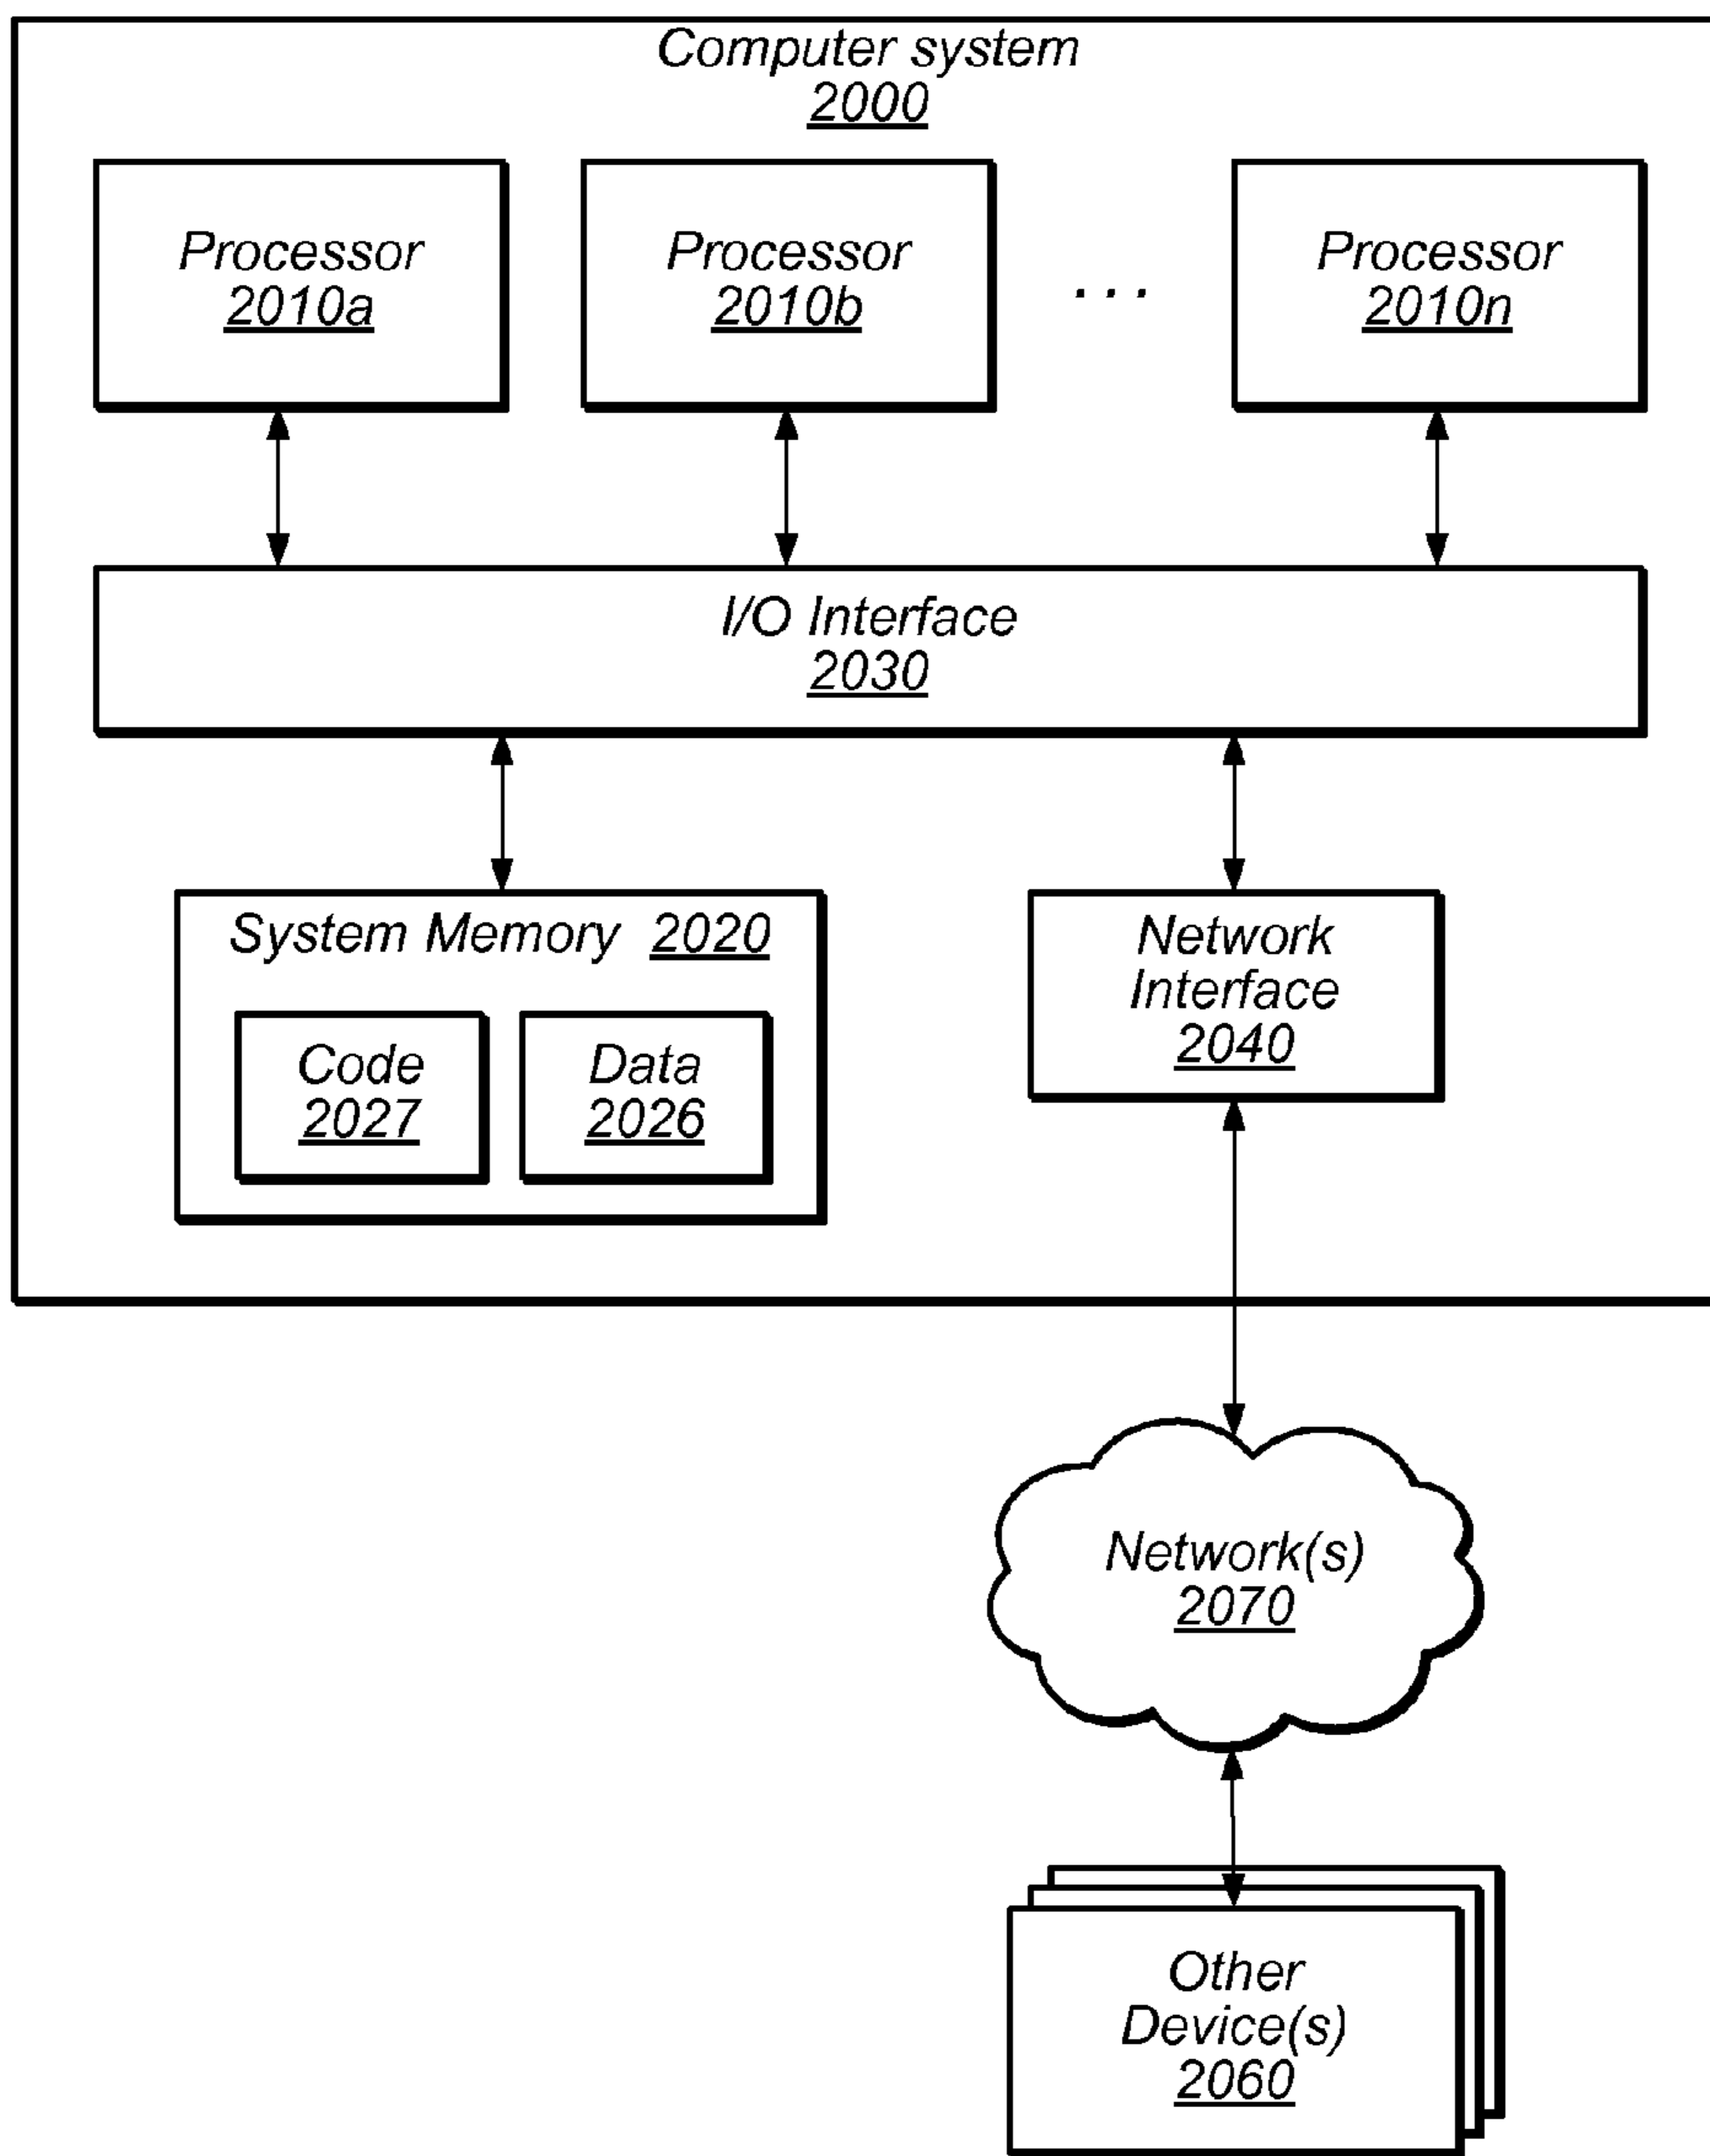 Computer system
2000
Processor
2010a
Processor
2010b
. . .
Processor
2010n
I/O Interface
2030
System Memory 2020
Code
2027
Data
2026
Network
Interface
2040
Network(s)
2070
Other
Device(s)
2060